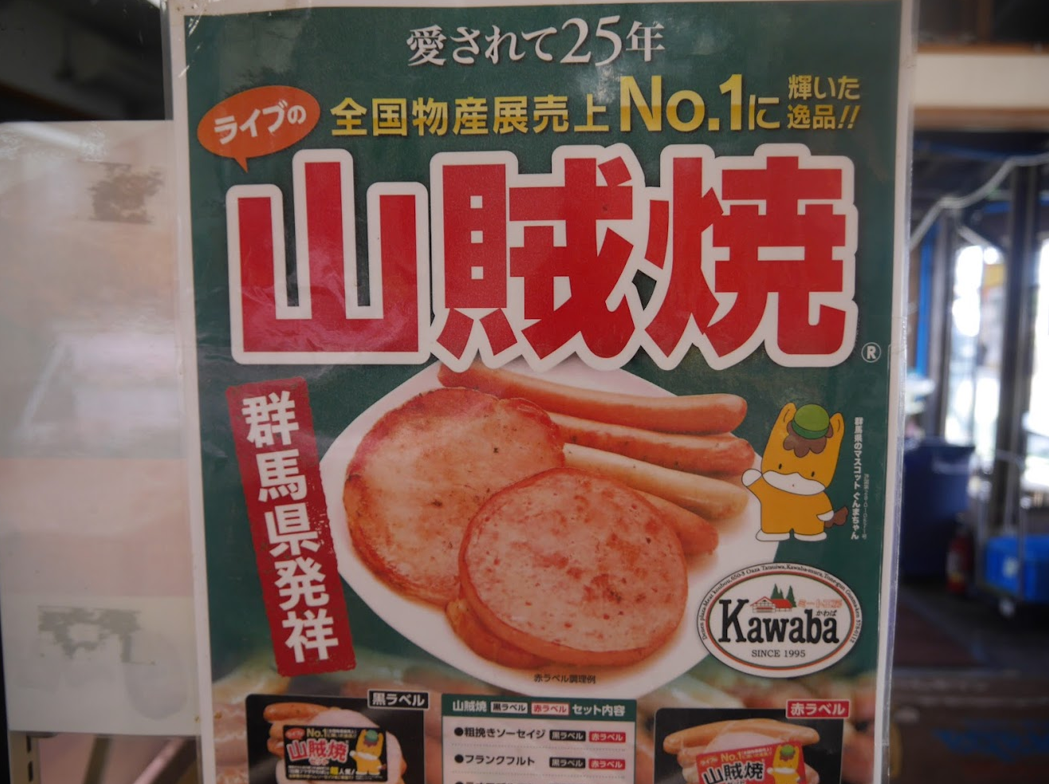 愛されて25年
ライブの
全国物産展売上No.1に輝いた逸品!!
山賊焼®
群馬県発祥
群馬県のマスコット ぐんまちゃん
Kawaba
かわば
SINCE 1995
赤ラベル調理例
黒ラベル
山賊焼 黒ラベル 赤ラベル セット内容
赤ラベル
●粗挽きソーセイジ 黒ラベル 赤ラベル
●フランクフルト 黒ラベル 赤ラベル
No.1
山賊焼
No.1
山賊焼